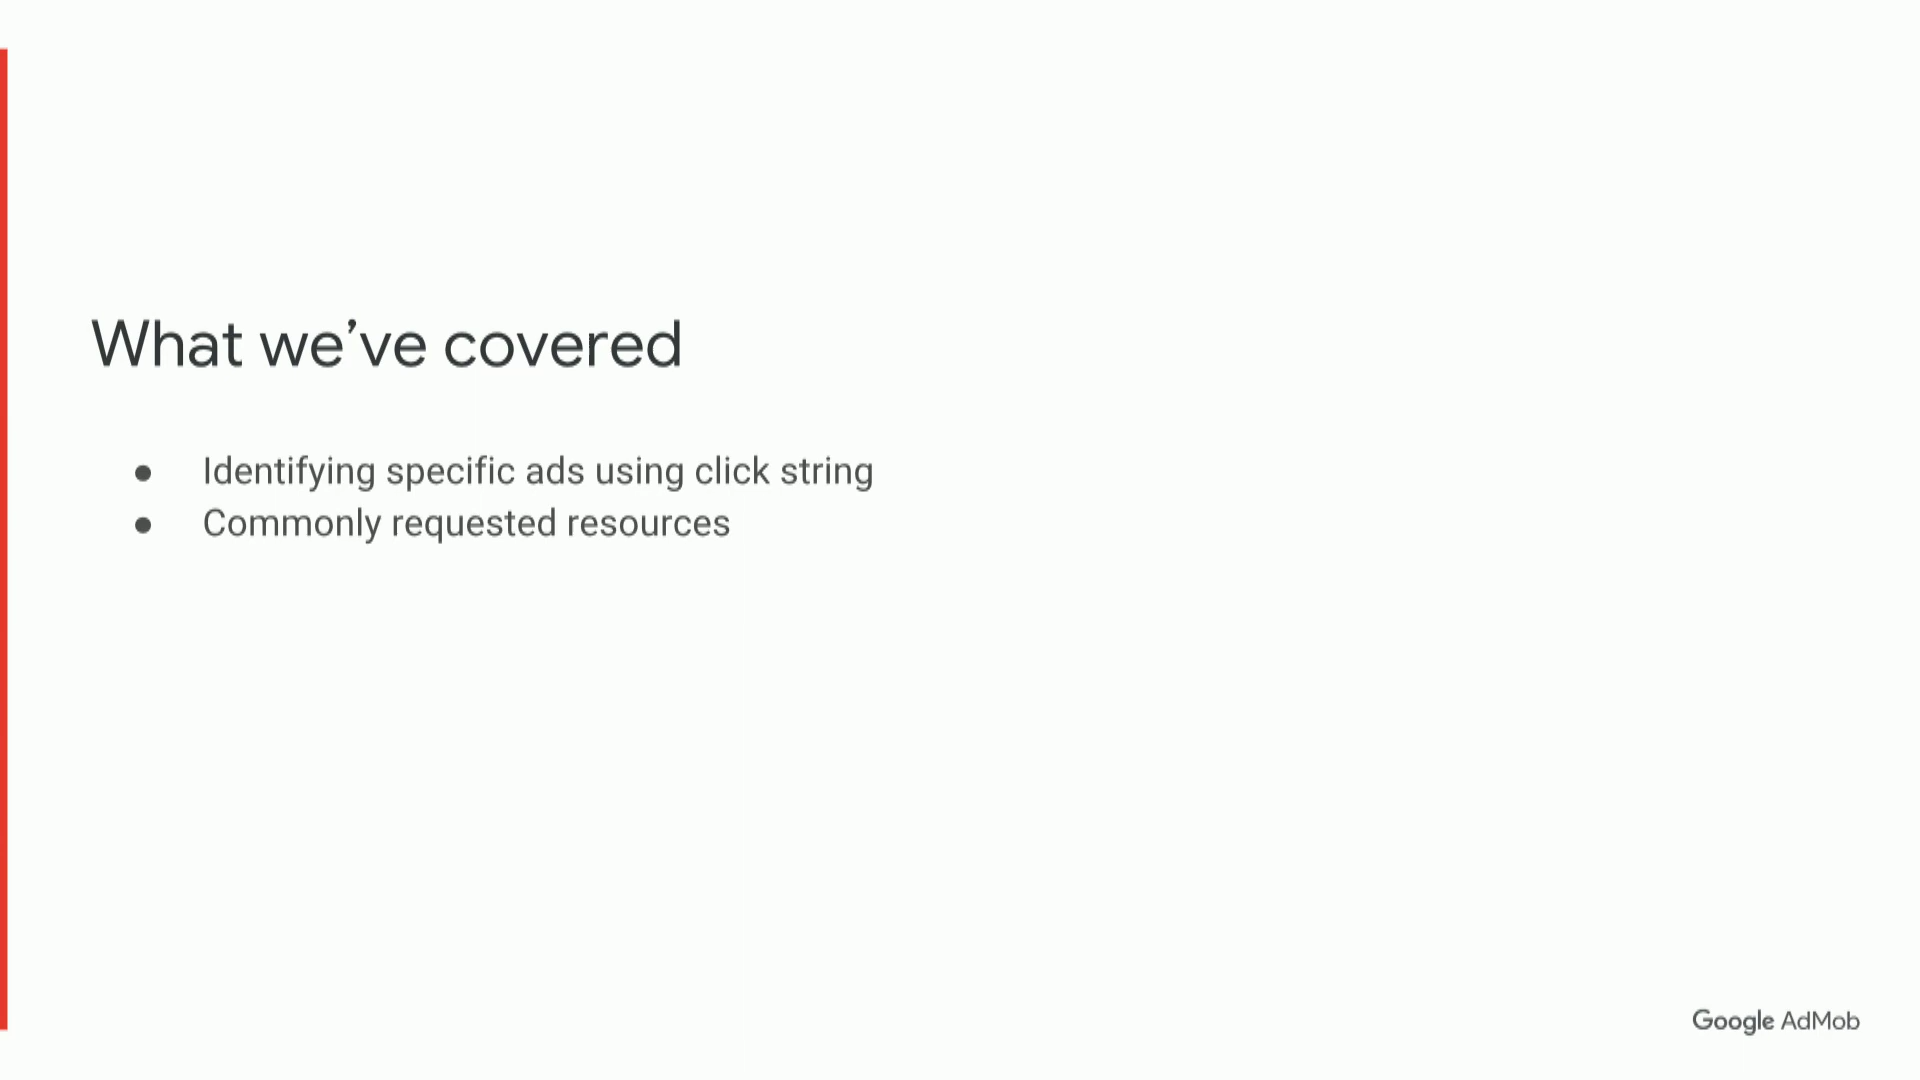 What we’ve covered
● Identifying specific ads using click string
● Commonly requested resources
Google AdMob